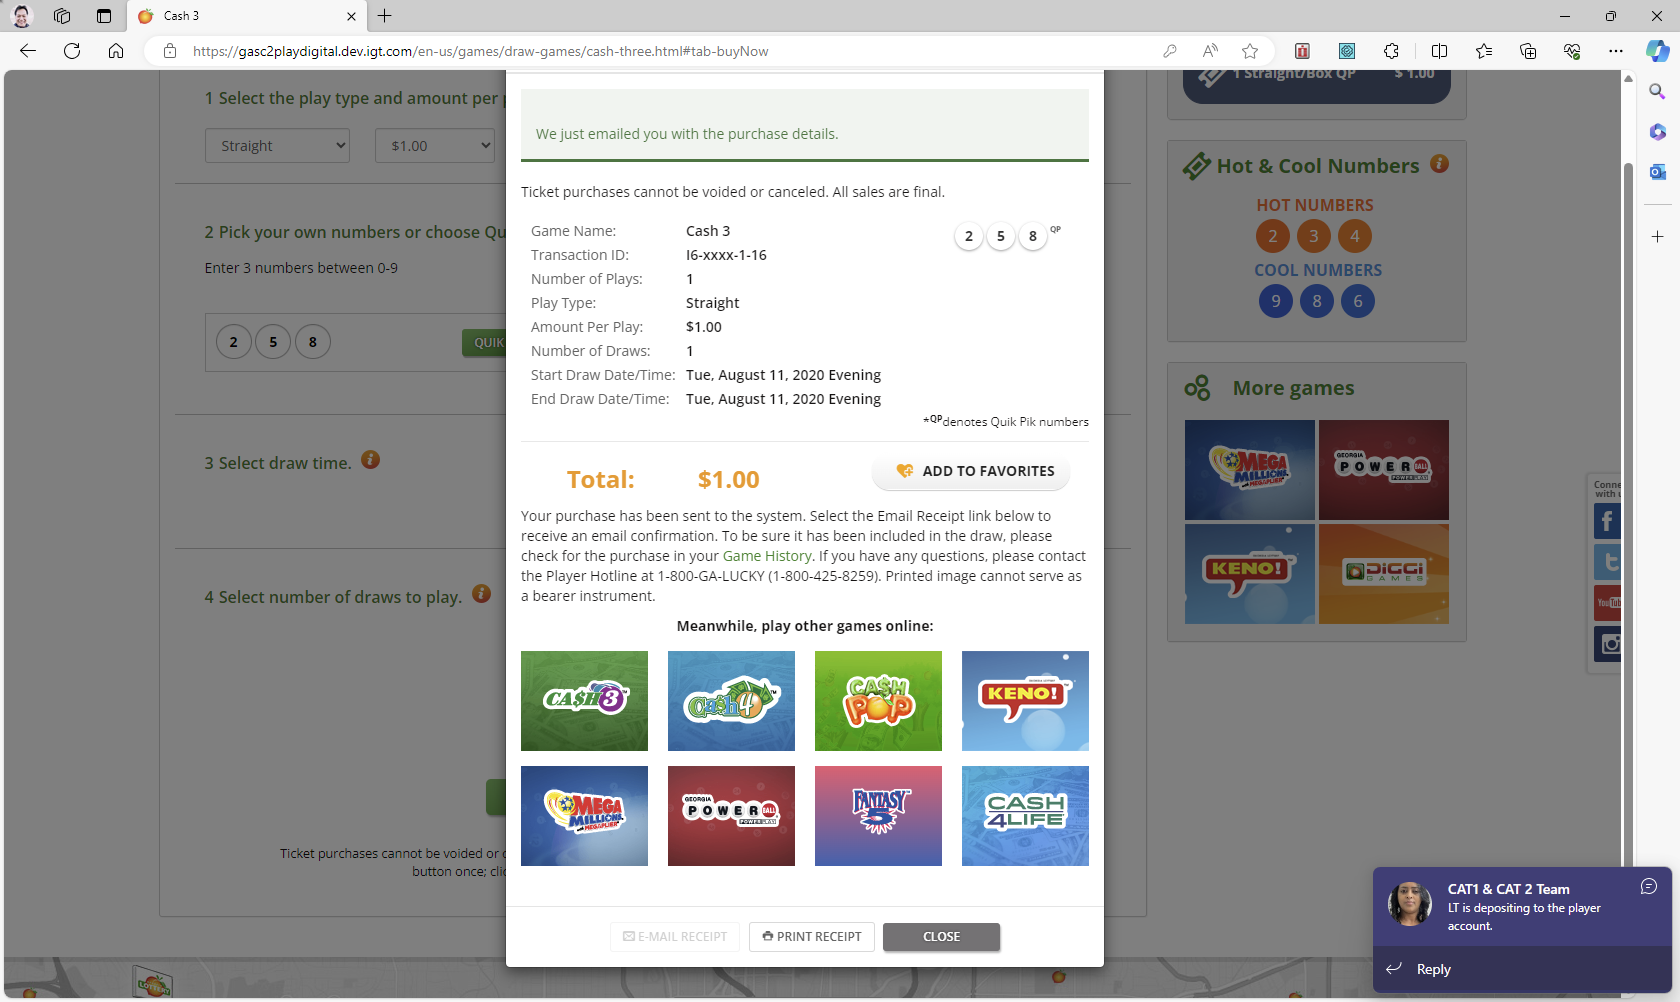 Cash 3
https://gasc2playdigital.dev.igt.com/en-us/games/draw-games/cash-three.html#tab-buyNow
1 Select the play type and amount per
Straight
$1.00
2 Pick your own numbers or choose Qu
Enter 3 numbers between 0-9
2 5 8
QUIK
3 Select draw time.
4 Select number of draws to play.
Ticket purchases cannot be voided or
button once; clic
We just emailed you with the purchase details.
Ticket purchases cannot be voided or canceled. All sales are final.
Game Name: Cash 3
Transaction ID: I6-xxxx-1-16
Number of Plays: 1
Play Type: Straight
Amount Per Play: $1.00
Number of Draws: 1
Start Draw Date/Time: Tue, August 11, 2020 Evening
End Draw Date/Time: Tue, August 11, 2020 Evening
2 5 8 QP
*QPdenotes Quik Pik numbers
Total: $1.00
ADD TO FAVORITES
Your purchase has been sent to the system. Select the Email Receipt link below to
receive an email confirmation. To be sure it has been included in the draw, please
check for the purchase in your Game History. If you have any questions, please contact
the Player Hotline at 1-800-GA-LUCKY (1-800-425-8259). Printed image cannot serve as
a bearer instrument.
Meanwhile, play other games online:
CA$H 3
Cash 4
CA$H POP
KENO!
MEGA MILLIONS MEGAPLIER
GEORGIA POWERBALL POWER PLAY
FANTASY 5
CASH 4 LIFE
E-MAIL RECEIPT
PRINT RECEIPT
CLOSE
1 Straight/Box QP $ 1.00
Hot & Cool Numbers
HOT NUMBERS
2 3 4
COOL NUMBERS
9 8 6
More games
MEGA MILLIONS MEGAPLIER
GEORGIA POWERBALL POWER PLAY
KENO!
DiGGi GAMES
Conne
with u
YouTub
CAT1 & CAT 2 Team
LT is depositing to the player
account.
Reply
LOTTERY